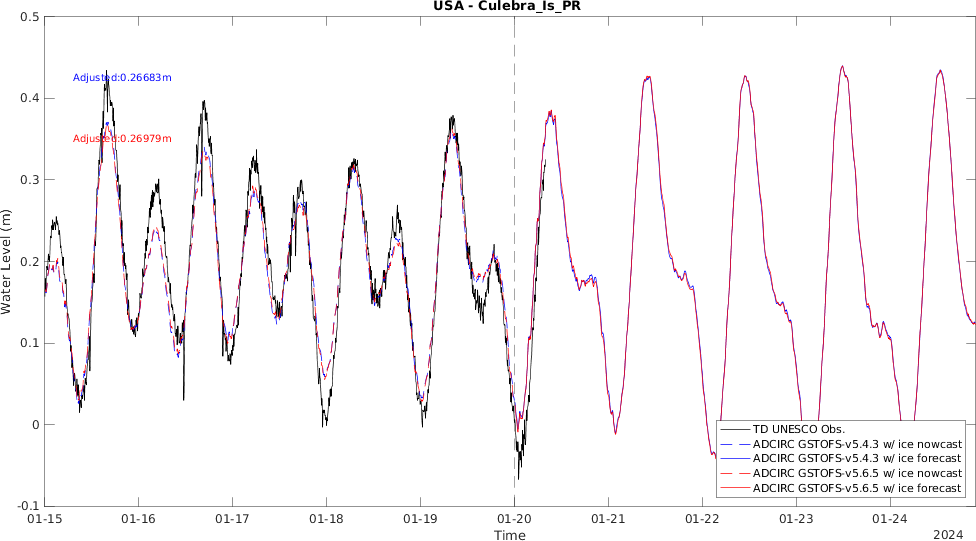 USA - Culebra_Is_PR
0.5
0.4
0.3
0.2
0.1
0
-0.1
Water Level (m)
Adjusted:0.26683m
Adjusted:0.26979m
TD UNESCO Obs.
ADCIRC GSTOFS-v5.4.3 w/ ice nowcast
ADCIRC GSTOFS-v5.4.3 w/ ice forecast
ADCIRC GSTOFS-v5.6.5 w/ ice nowcast
ADCIRC GSTOFS-v5.6.5 w/ ice forecast
01-15 01-16 01-17 01-18 01-19 01-20 01-21 01-22 01-23 01-24
Time
2024